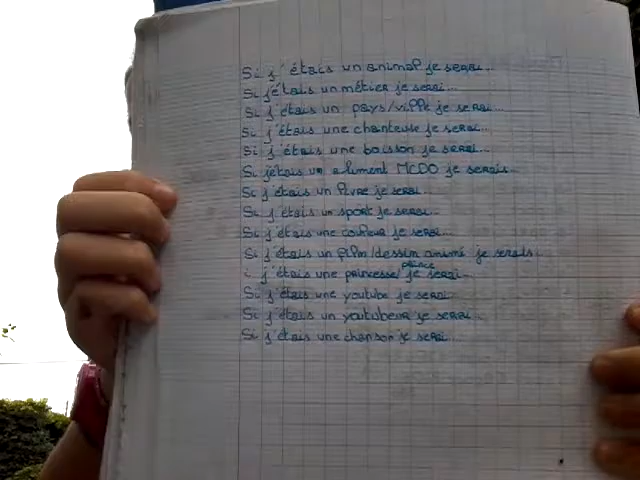 Si j'étais un animal je serai...
Si j'étais un métier je serai...
Si j'étais un pays/ville je serai...
Si j'étais une chanteuse je serai...
Si j'étais une boisson je serai...
Si j'étais un aliment MCDO je serais...
Si j'étais un livre je serai...
Si j'étais un sport je serai...
Si j'étais une couleur je serai...
Si j'étais un film/dessim animé je serais.
prince
i j'étais une princesse/ je serai...
Si j'étais une youtube je serai
Si j'étais un youtubeur je serai...
Si j'étais une chanson je serai...